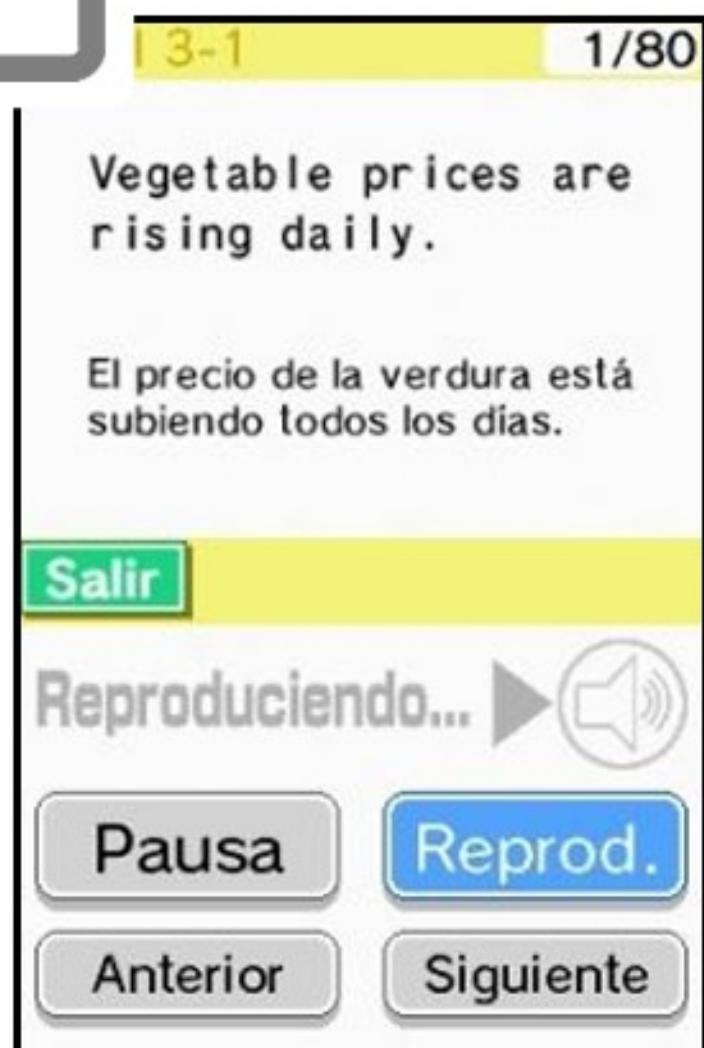 3-1
1/80
Vegetable prices are
rising daily.
El precio de la verdura está
subiendo todos los días.
Salir
Reproduciendo...
Pausa
Reprod.
Anterior
Siguiente